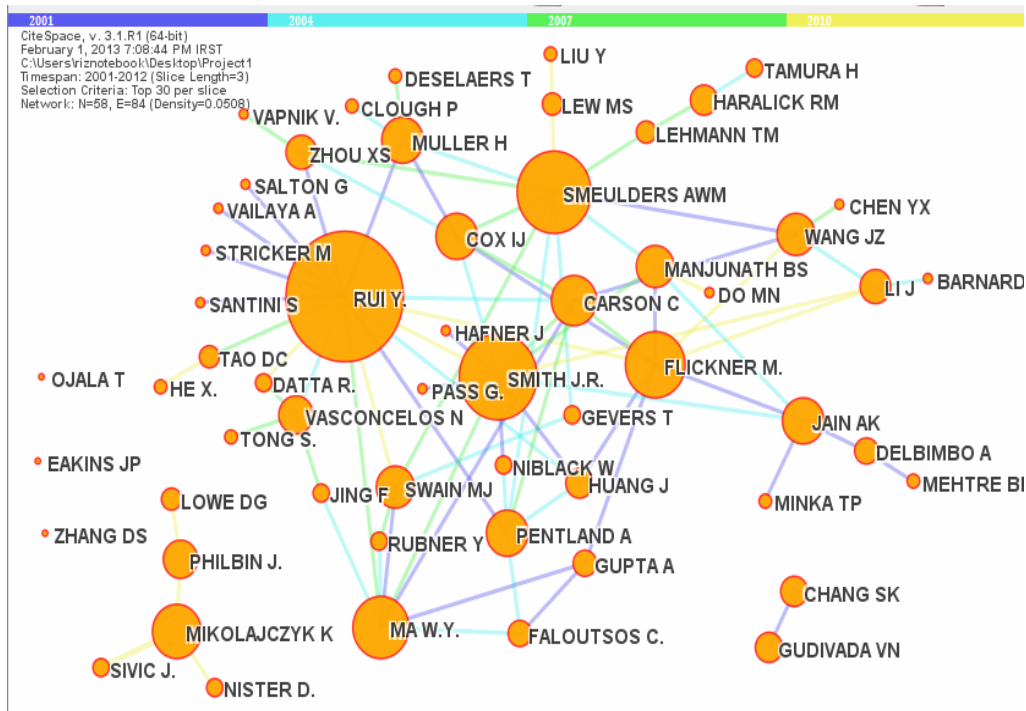 2001 2004 2007 2010
CiteSpace, v. 3.1.R1 (64-bit)
February 1, 2013 7:08:44 PM IRST
C:\Users\riznotebook\Desktop\Project1
Timespan: 2001-2012 (Slice Length=3)
Selection Criteria: Top 30 per slice
Network: N=58, E=84 (Density=0.0508)
LIU Y
TAMURA H
DESELAERS T
HARALICK RM
LEW MS
CLOUGH P
VAPNIK V.
LEHMANN TM
MULLER H
ZHOU XS
SALTON G
SMEULDERS AWM
VAILAYA A
CHEN YX
COX IJ
WANG JZ
STRICKER M
MANJUNATH BS
BARNARD
LI J
DO MN
RUI Y.
SANTINI S
CARSON C
HAFNER J
TAO DC
FLICKNER M.
OJALA T
HE X.
DATTA R.
SMITH J.R.
PASS G.
VASCONCELOS N
GEVERS T
JAIN AK
TONG S.
DELBIMBO A
EAKINS JP
NIBLACK W
HUANG J
MEHTRE BM
JING F
SWAIN MJ
LOWE DG
MINKA TP
ZHANG DS
PENTLAND A
RUBNER Y
PHILBIN J.
GUPTA A
CHANG SK
MA W.Y.
MIKOLAJCZYK K
FALOUTSOS C.
GUDIVADA VN
SIVIC J.
NISTER D.